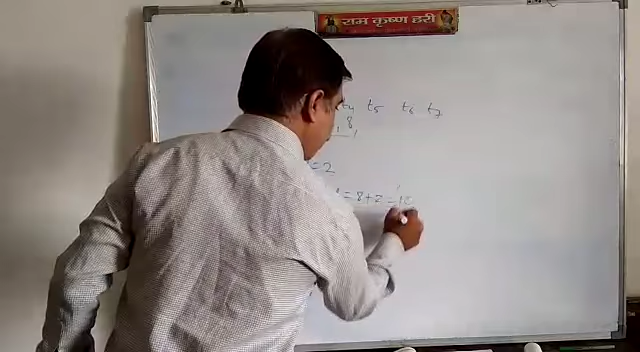 राम कृष्ण हरी
t4 t5 t6 t7
8
= 2
= 8+2 = 10